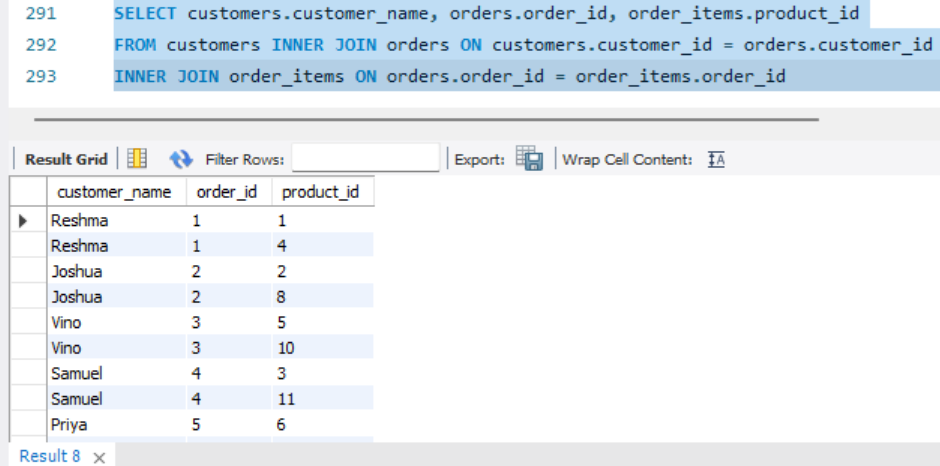 291 SELECT customers.customer_name, orders.order_id, order_items.product_id
292 FROM customers INNER JOIN orders ON customers.customer_id = orders.customer_id
293 INNER JOIN order_items ON orders.order_id = order_items.order_id
Result Grid Filter Rows: Export: Wrap Cell Content: IA
customer_name order_id product_id
Reshma 1 1
Reshma 1 4
Joshua 2 2
Joshua 2 8
Vino 3 5
Vino 3 10
Samuel 4 3
Samuel 4 11
Priya 5 6
Result 8 ×